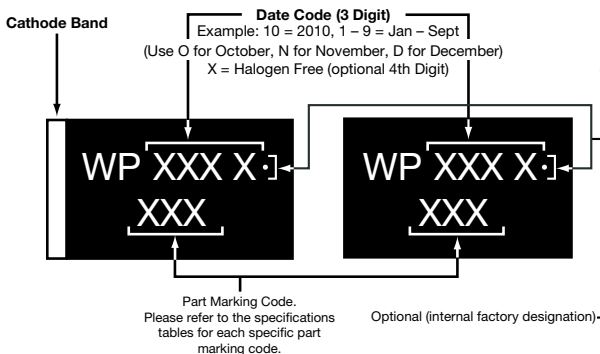 Date Code (3 Digit)
Example: 10 = 2010, 1 – 9 = Jan – Sept
(Use O for October, N for November, D for December)
X = Halogen Free (optional 4th Digit)
Cathode Band
WP XXX X·
XXX
WP XXX X·
XXX
Part Marking Code.
Please refer to the specifications
tables for each specific part
marking code.
Optional (internal factory designation)